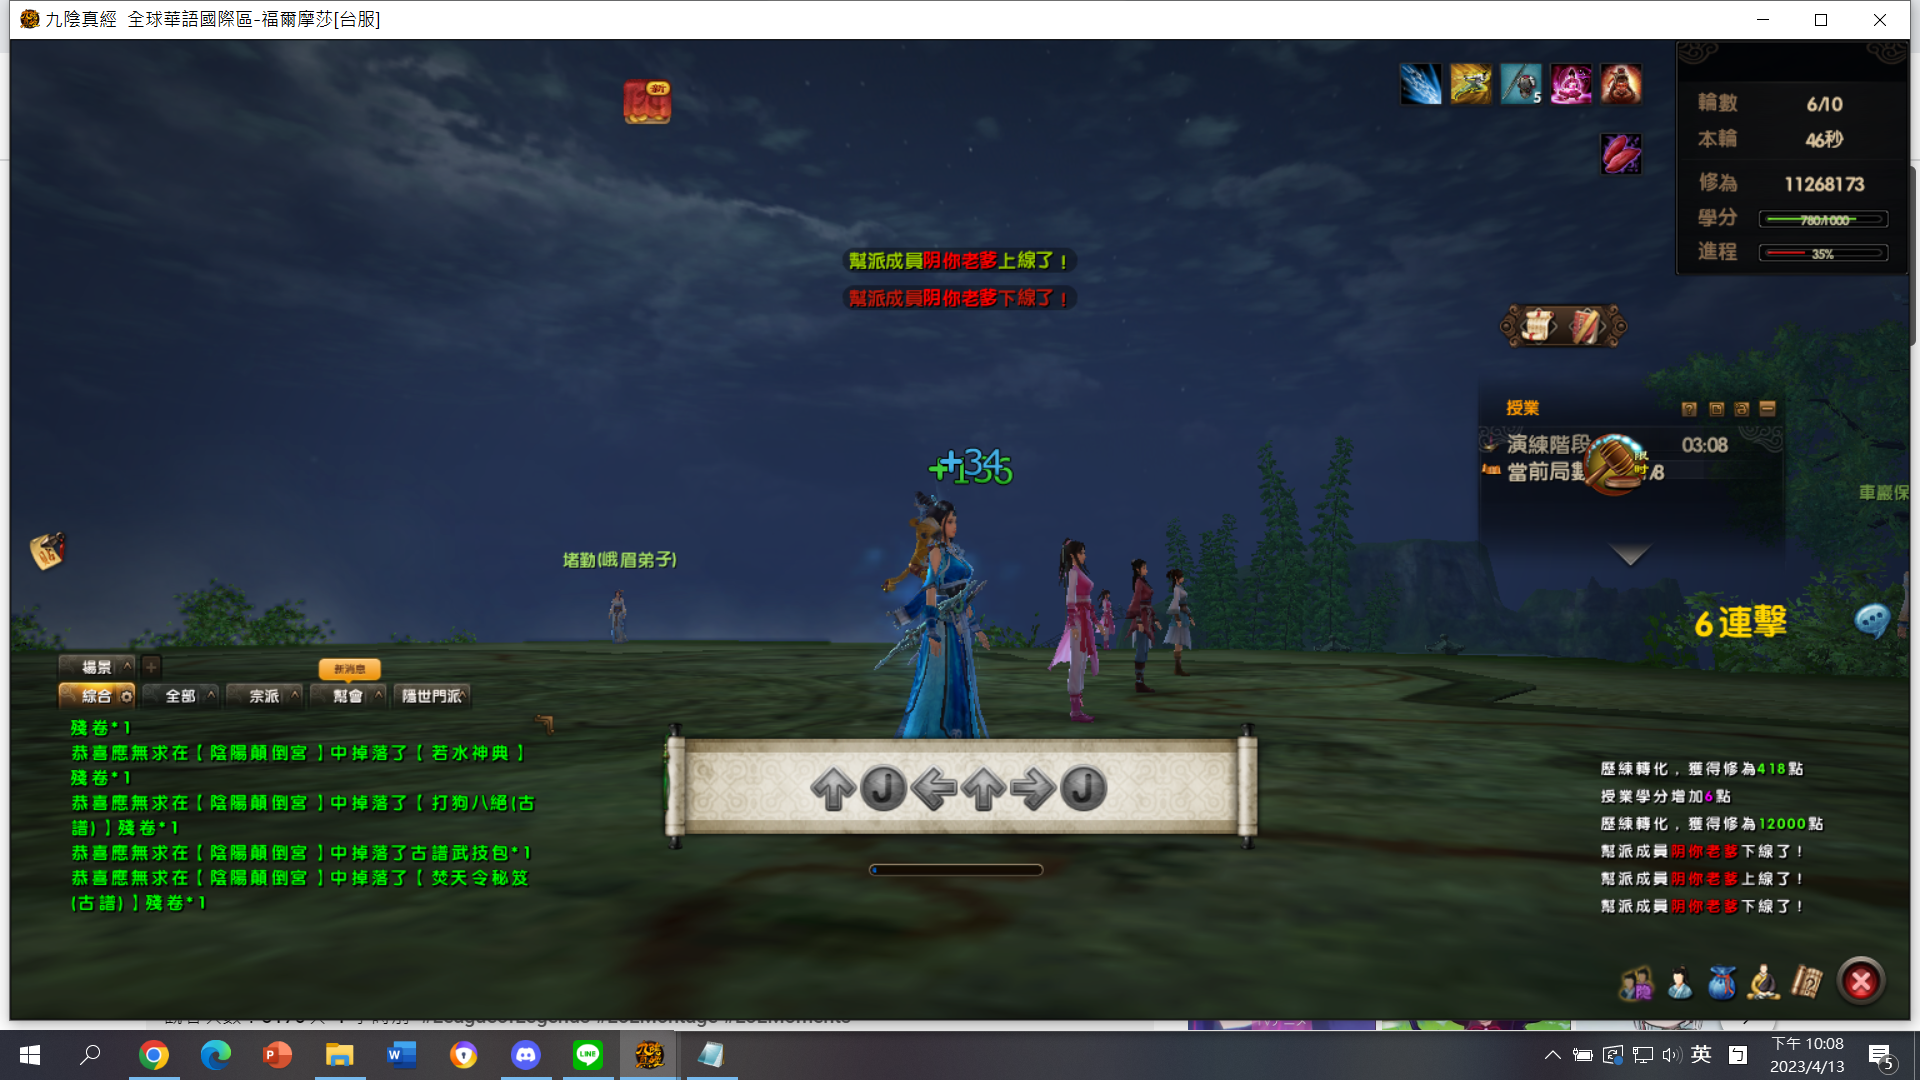 九陰真經 全球華語國際區-福爾摩莎[台服]
新
5
輪數 6/10
本輪 46秒
修為 11268173
學分 780/1000
進程 35%
幫派成員阴你老爹上線了！
幫派成員阴你老爹下線了！
授業
演練階段 03:08
當前局 /8
限時
車巖保
6連擊
堵勤(峨眉弟子)
場景
新消息
綜合 全部 宗派 幫會 隱世門派
殘卷*1
恭喜應無求在【陰陽顛倒宮】中掉落了【若水神典】
殘卷*1
恭喜應無求在【陰陽顛倒宮】中掉落了【打狗八絕(古
譜)】殘卷*1
恭喜應無求在【陰陽顛倒宮】中掉落了古譜武技包*1
恭喜應無求在【陰陽顛倒宮】中掉落了【焚天令秘笈
(古譜)】殘卷*1
J J
歷練轉化，獲得修為418點
授業學分增加6點
歷練轉化，獲得修為12000點
幫派成員阴你老爹下線了！
幫派成員阴你老爹上線了！
幫派成員阴你老爹下線了！
LINE
英
下午 10:08
2023/4/13
5